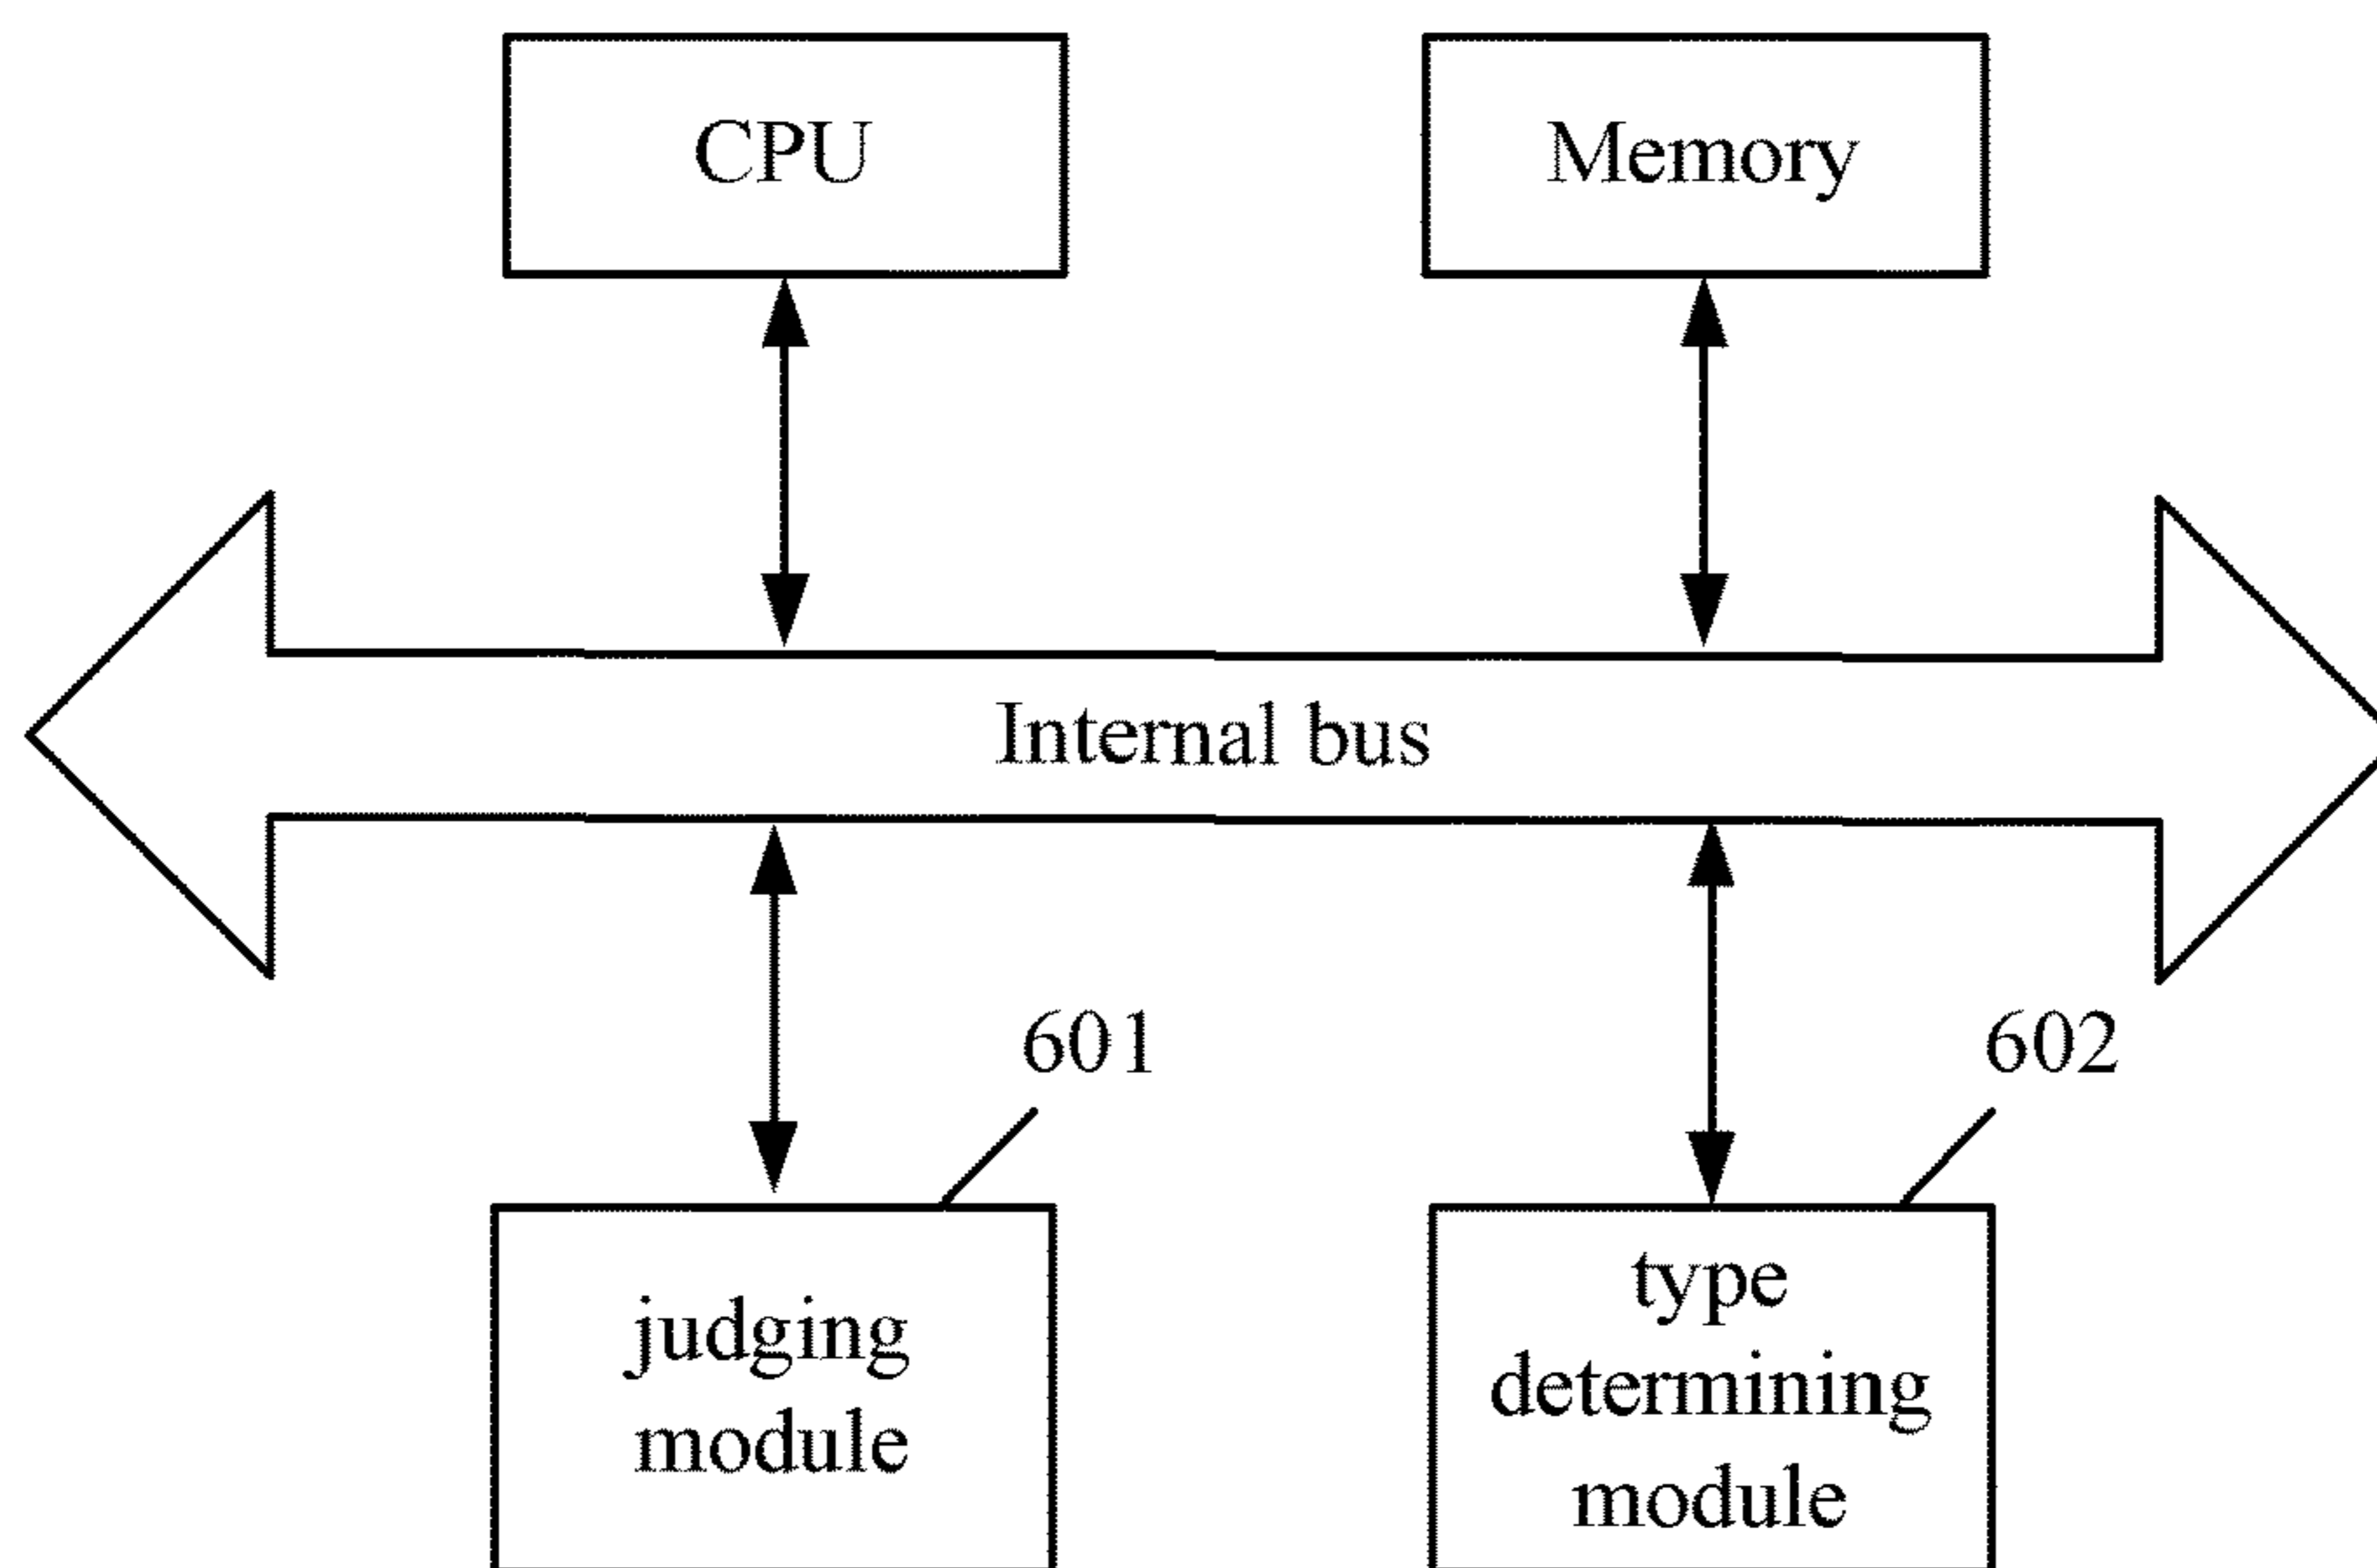 CPU
Memory
Internal bus
601
602
judging
module
type
determining
module